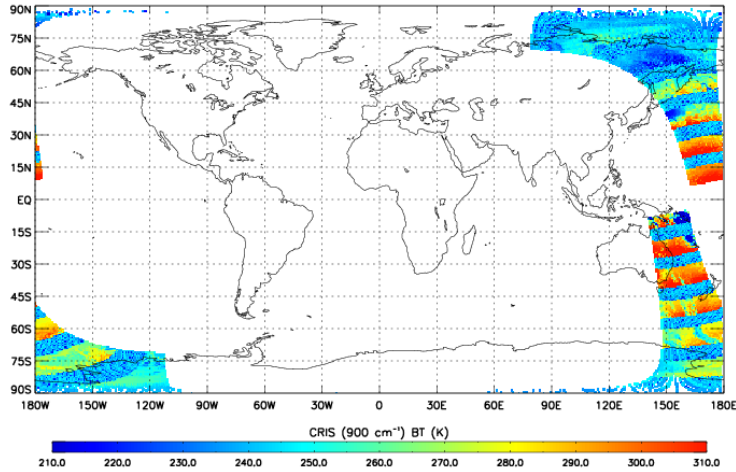 90N
75N
60N
45N
30N
15N
EQ
15S
30S
45S
60S
75S
90S
180W 150W 120W 90W 60W 30W 0 30E 60E 90E 120E 150E 180E
CRIS (900 cm⁻¹) BT (K)
210.0 220.0 230.0 240.0 250.0 260.0 270.0 280.0 290.0 300.0 310.0